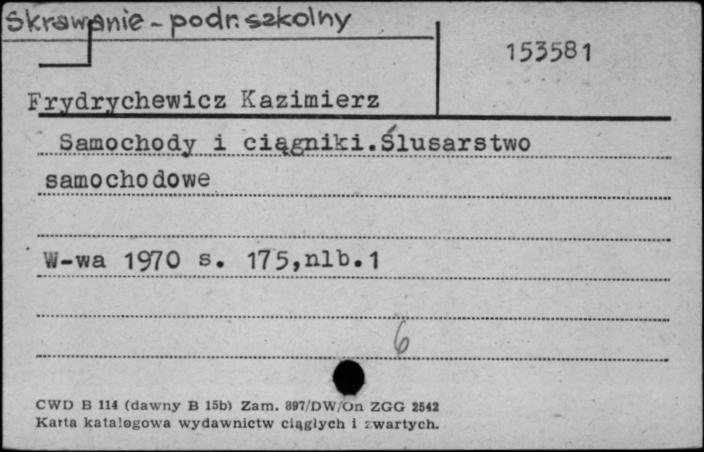 Skrawanie - podr. szkolny
153581
Frydrychewicz Kazimierz
Samochody i ciągniki.Ślusarstwo
samochodowe
W-wa 1970 s. 175,nlb.1
6
CWD B 114 (dawny B 15b) Zam. 897/DW/On ZGG 2542
Karta katalogowa wydawnictw ciągłych i zwartych.